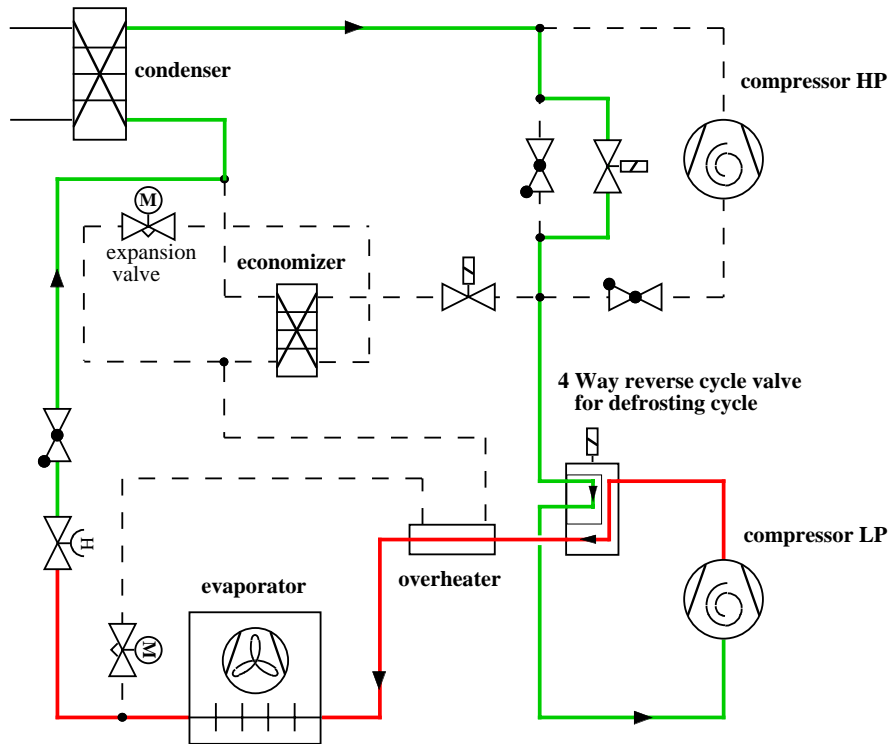 condenser
compressor HP
M
expansion
valve
economizer
4 Way reverse cycle valve
for defrosting cycle
H
overheater
compressor LP
evaporator
M